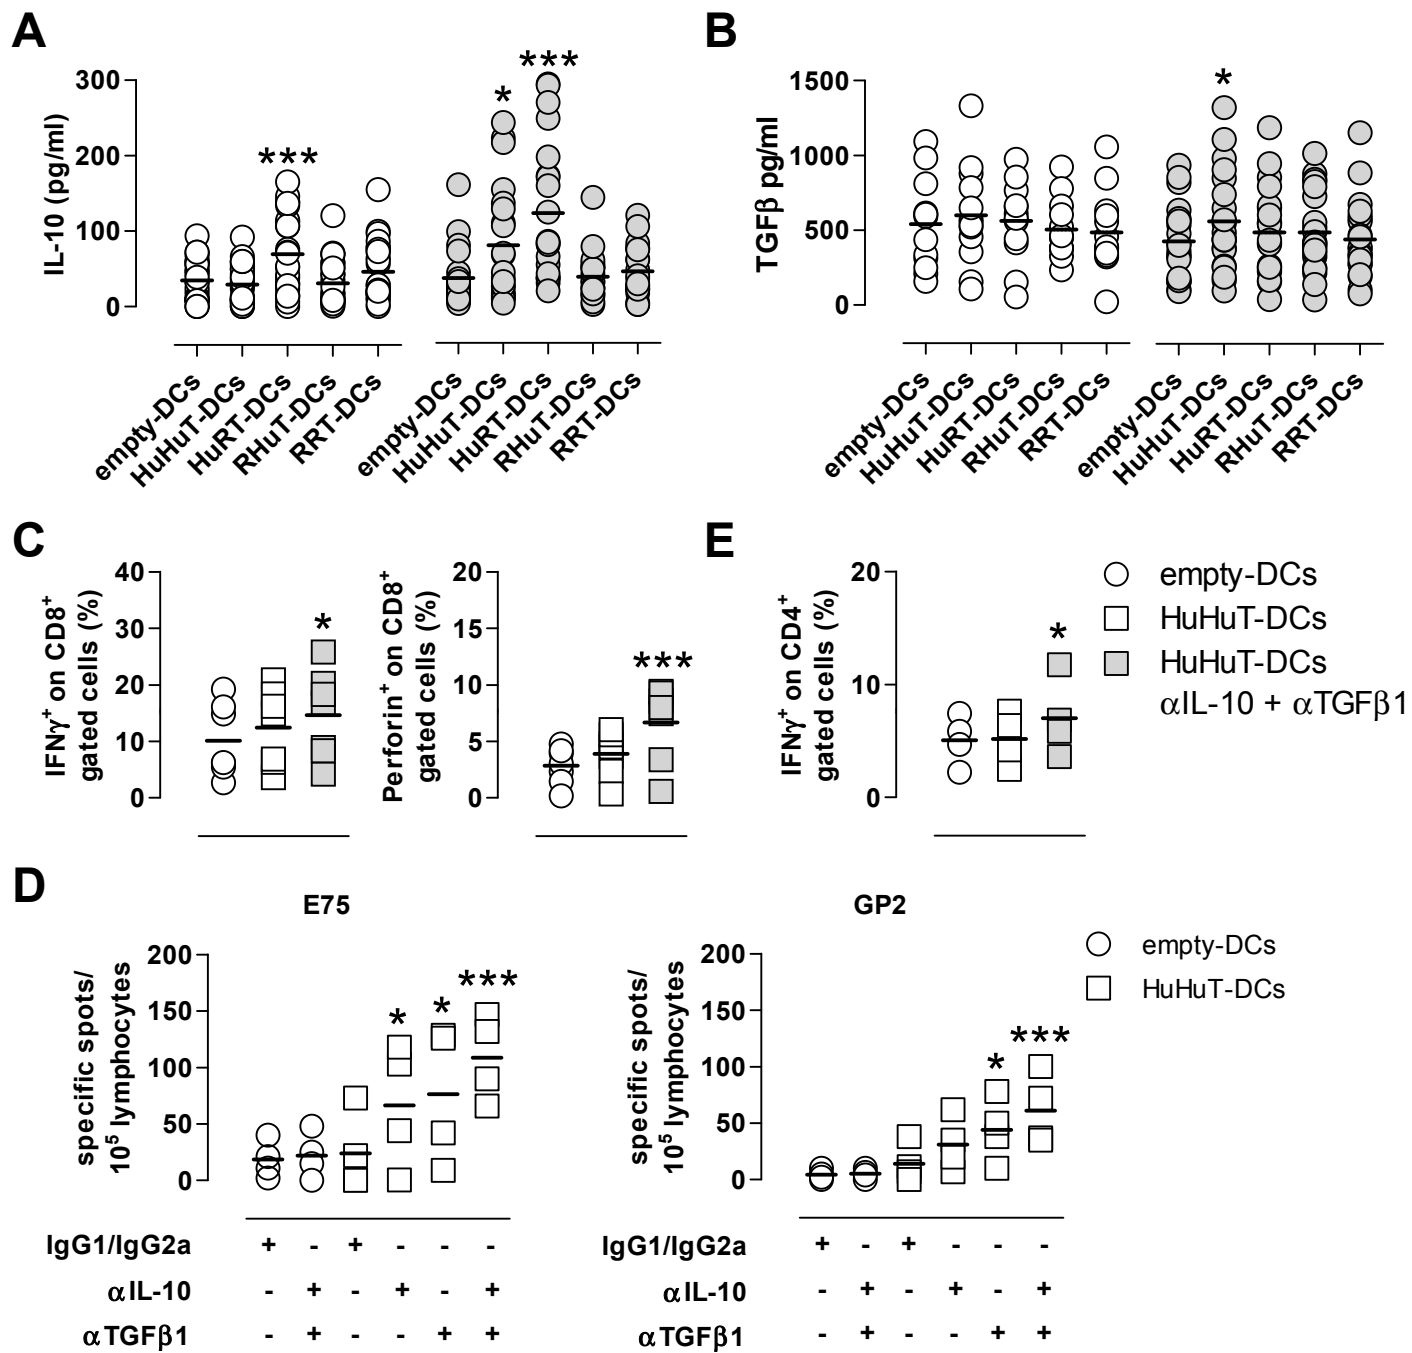 A
B
IL-10 (pg/ml)
300
200
100
0
***
*
***
empty-DCs
HuHuT-DCs
HuRT-DCs
RHuT-DCs
RRT-DCs
empty-DCs
HuHuT-DCs
HuRT-DCs
RHuT-DCs
RRT-DCs
TGFβ pg/ml
1500
1000
500
0
*
empty-DCs
HuHuT-DCs
HuRT-DCs
RHuT-DCs
RRT-DCs
empty-DCs
HuHuT-DCs
HuRT-DCs
RHuT-DCs
RRT-DCs
C
IFNγ⁺ on CD8⁺
gated cells (%)
40
30
20
10
0
*
Perforin⁺ on CD8⁺
gated cells (%)
20
15
10
5
0
***
E
IFNγ⁺ on CD4⁺
gated cells (%)
20
10
0
*
empty-DCs
HuHuT-DCs
HuHuT-DCs
αIL-10 + αTGFβ1
D
E75
specific spots/
10⁵ lymphocytes
200
150
100
50
0
* * ***
IgG1/IgG2a + - + - - -
αIL-10 - + - + - +
αTGFβ1 - + - - + +
GP2
specific spots/
10⁵ lymphocytes
200
150
100
50
0
* ***
IgG1/IgG2a + - + - - -
αIL-10 - + - + - +
αTGFβ1 - + - - + +
empty-DCs
HuHuT-DCs